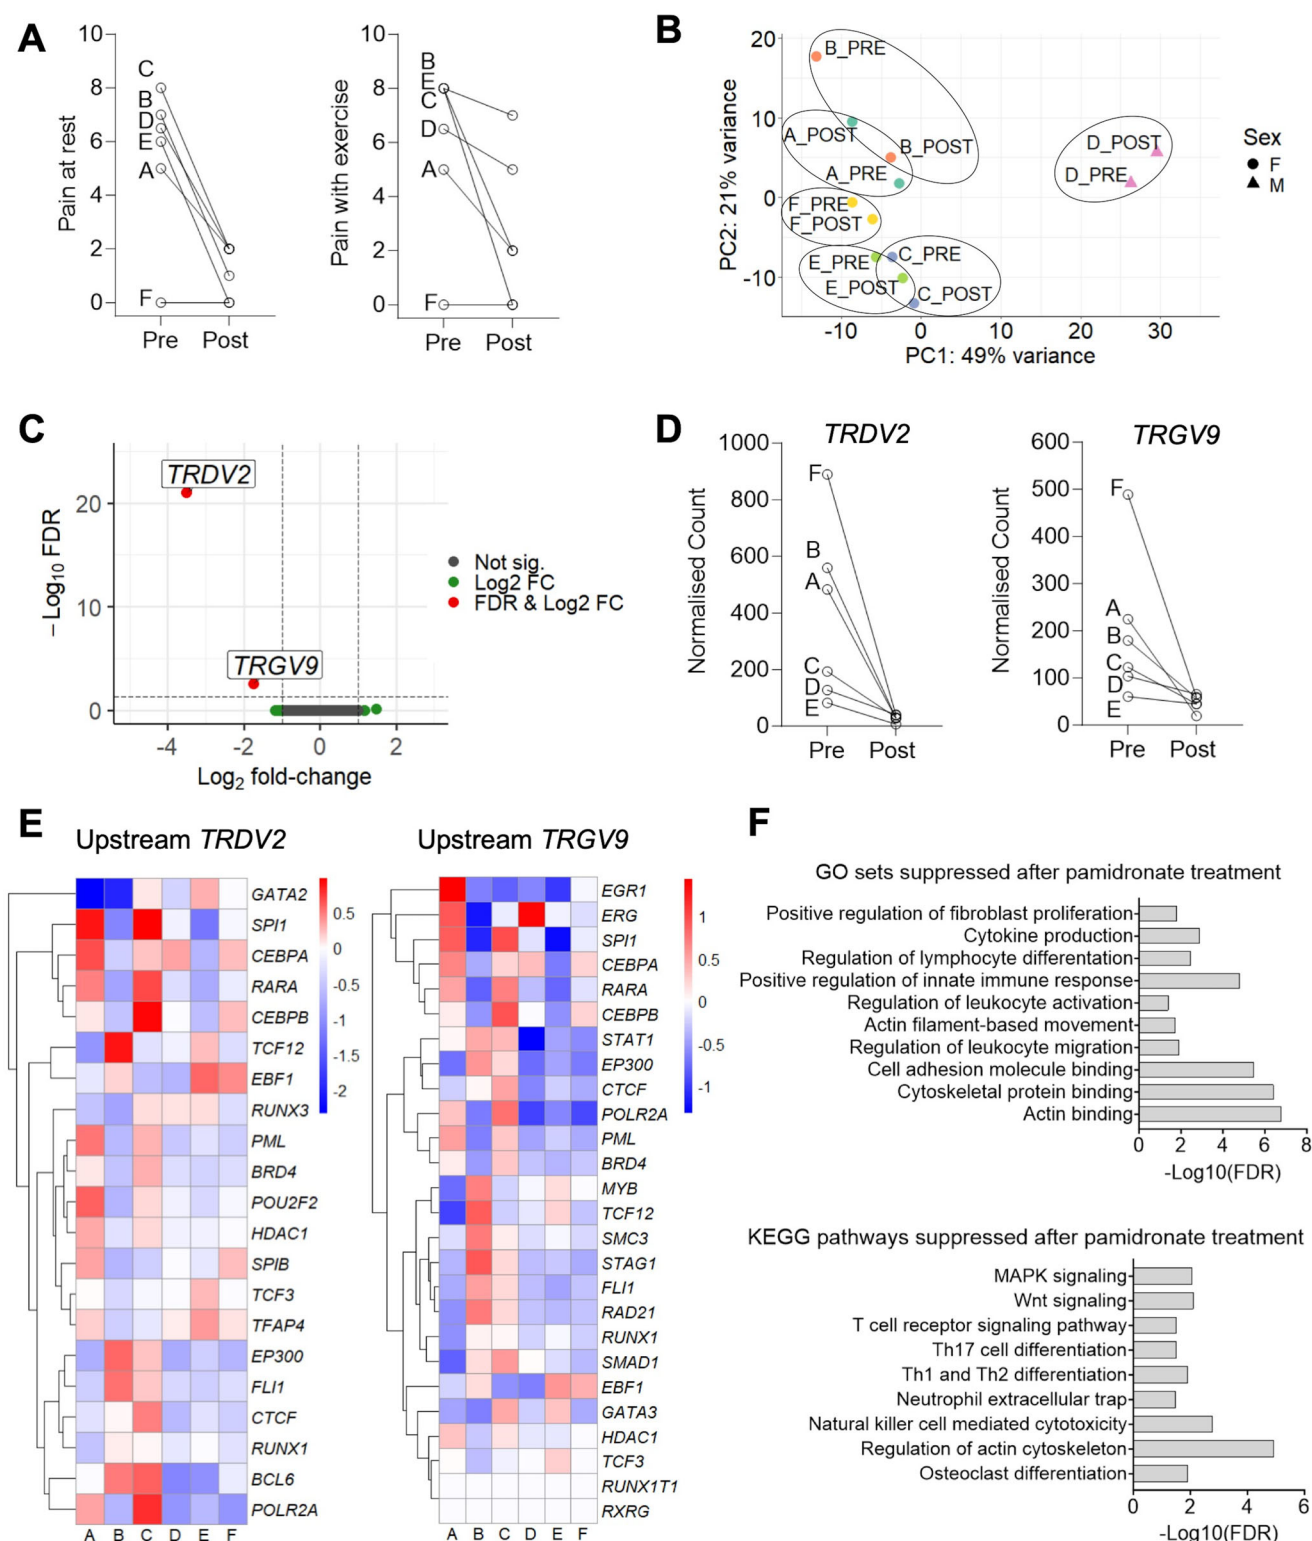 A
10
8
6
4
2
0
Pain at rest
C
B
D
E
A
F
Pre Post
10
8
6
4
2
0
Pain with exercise
B
E
C
D
A
F
Pre Post
B
20
10
0
-10
PC2: 21% variance
B_PRE
A_POST
B_POST
A_PRE
F_PRE
F_POST
E_PRE
C_PRE
E_POST
C_POST
D_POST
D_PRE
-10 0 10 20 30
PC1: 49% variance
Sex
F
M
C
TRDV2
TRGV9
20
10
0
– Log10 FDR
-4 -2 0 2
Log2 fold-change
Not sig.
Log2 FC
FDR & Log2 FC
D
TRDV2
1000
800
600
400
200
0
Normalised Count
F
B
A
C
D
E
Pre Post
TRGV9
600
500
400
300
200
100
0
Normalised Count
F
A
B
C
D
E
Pre Post
E
Upstream TRDV2
GATA2
SPI1
CEBPA
RARA
CEBPB
TCF12
EBF1
RUNX3
PML
BRD4
POU2F2
HDAC1
SPIB
TCF3
TFAP4
EP300
FLI1
CTCF
RUNX1
BCL6
POLR2A
A B C D E F
0.5
0
-0.5
-1
-1.5
-2
Upstream TRGV9
EGR1
ERG
SPI1
CEBPA
RARA
CEBPB
STAT1
EP300
CTCF
POLR2A
PML
BRD4
MYB
TCF12
SMC3
STAG1
FLI1
RAD21
RUNX1
SMAD1
EBF1
GATA3
HDAC1
TCF3
RUNX1T1
RXRG
A B C D E F
1
0.5
0
-0.5
-1
F
GO sets suppressed after pamidronate treatment
Positive regulation of fibroblast proliferation
Cytokine production
Regulation of lymphocyte differentation
Positive regulation of innate immune response
Regulation of leukocyte activation
Actin filament-based movement
Regulation of leukocyte migration
Cell adhesion molecule binding
Cytoskeletal protein binding
Actin binding
0 2 4 6 8
-Log10(FDR)
KEGG pathways suppressed after pamidronate treatment
MAPK signaling
Wnt signaling
T cell receptor signaling pathway
Th17 cell differentiation
Th1 and Th2 differentiation
Neutrophil extracellular trap
Natural killer cell mediated cytotoxicity
Regulation of actin cytoskeleton
Osteoclast differentiation
0 2 4 6
-Log10(FDR)